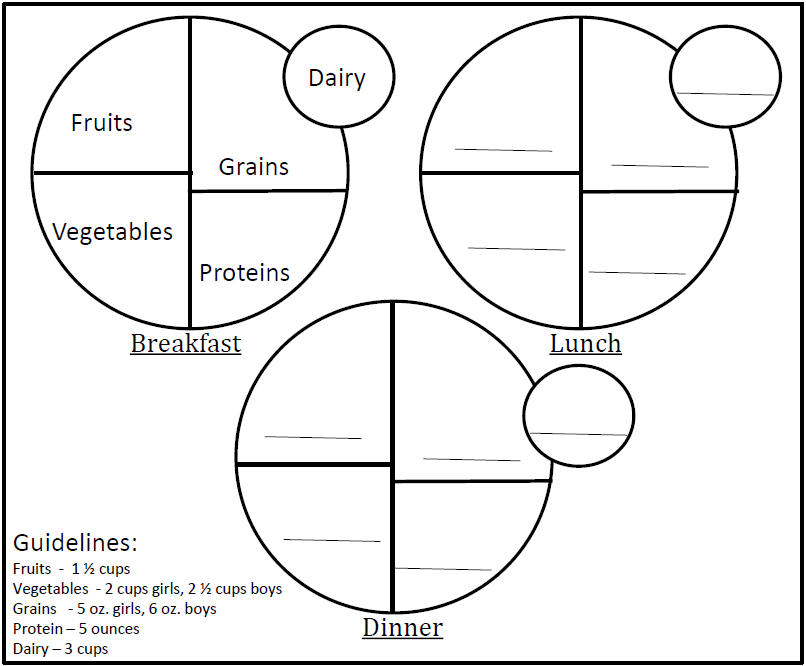 Fruits
Dairy
Grains
Vegetables
Proteins
Breakfast
Lunch
Dinner
Guidelines:
Fruits - 1 ½ cups
Vegetables - 2 cups girls, 2 ½ cups boys
Grains - 5 oz. girls, 6 oz. boys
Protein – 5 ounces
Dairy – 3 cups